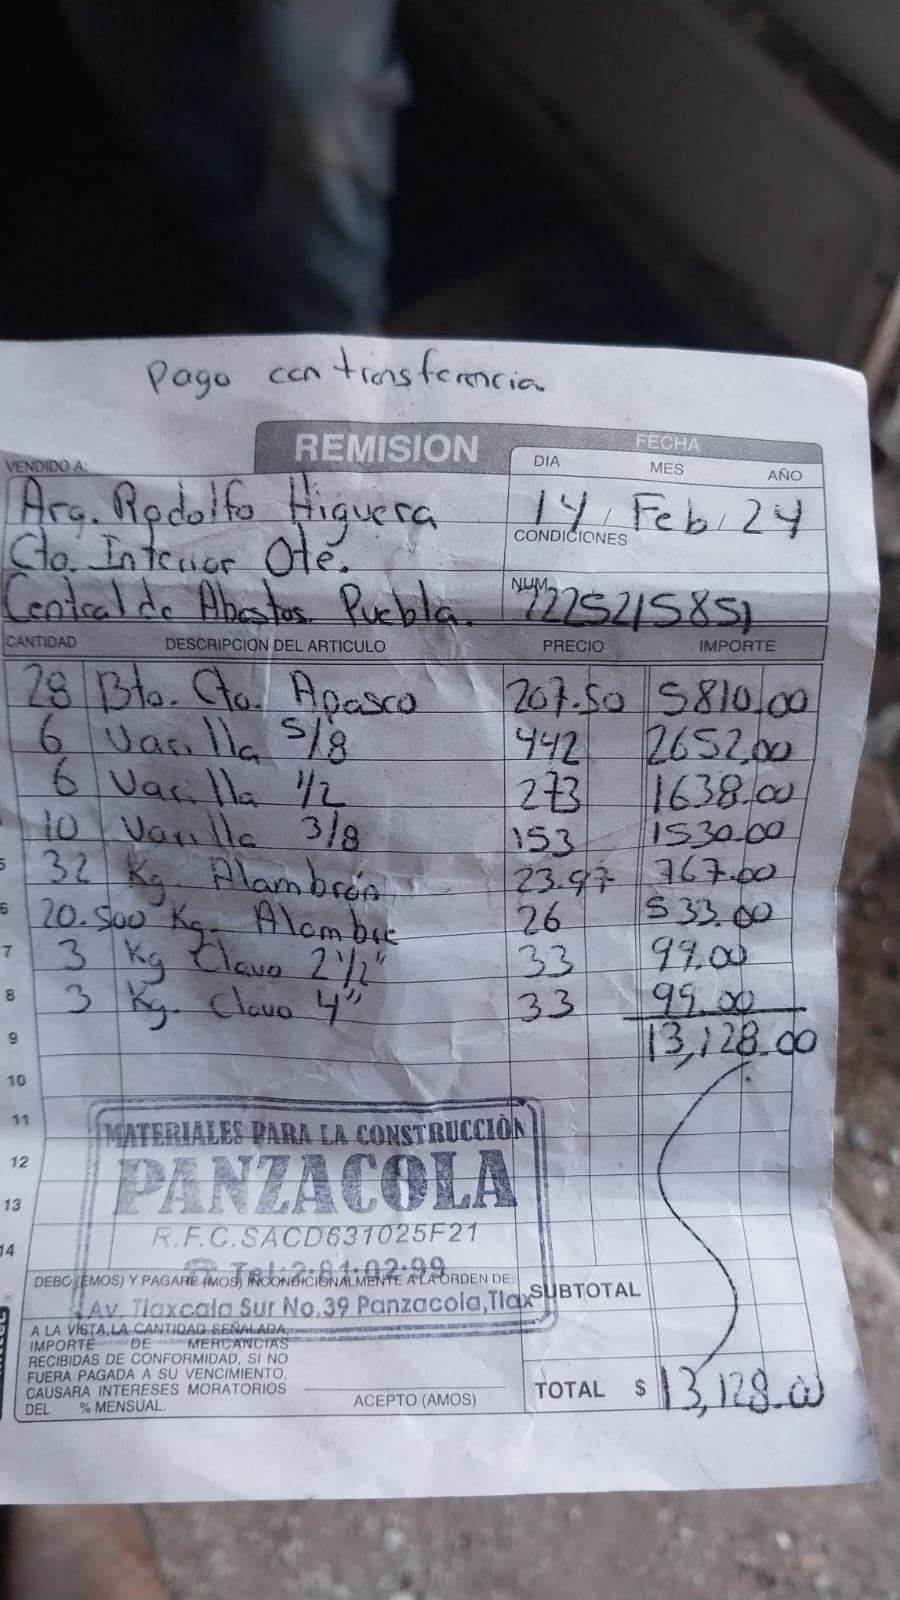 Pago con transferencia
REMISION
FECHA
DIA MES AÑO
14 / Feb / 24
VENDIDO A:
Arq. Rodolfo Higuera
Cto. Interior Ote.
Central de Abastos. Puebla.
CONDICIONES
NUM. 2225215851
CANTIDAD DESCRIPCION DEL ARTICULO PRECIO IMPORTE
28 Bto. Cto. Apasco 207.50 5810.00
6 Varilla 5/8 442 2652.00
6 Varilla 1/2 273 1638.00
10 Varilla 3/8 153 1530.00
5 32 Kg. Alambrón 23.97 767.00
6 20.500 Kg. Alambre 26 533.00
7 3 Kg Clavo 2 1/2" 33 99.00
8 3 Kg. Clavo 4" 33 99.00
9 13,128.00
10
11
12
13
14
MATERIALES PARA LA CONSTRUCCIÓN
PANZACOLA
R.F.C.SACD631025F21
Tel: 2·81·02·99
Av. Tlaxcala Sur No.39 Panzacola,Tlax
DEBO (EMOS) Y PAGARE (MOS) INCONDICIONALMENTE A LA ORDEN DE:
A LA VISTA, LA CANTIDAD SEÑALADA,
IMPORTE DE MERCANCIAS
RECIBIDAS DE CONFORMIDAD, SI NO
FUERA PAGADA A SU VENCIMIENTO,
CAUSARA INTERESES MORATORIOS
DEL % MENSUAL.
ACEPTO (AMOS)
SUBTOTAL
TOTAL $ 13,128.00